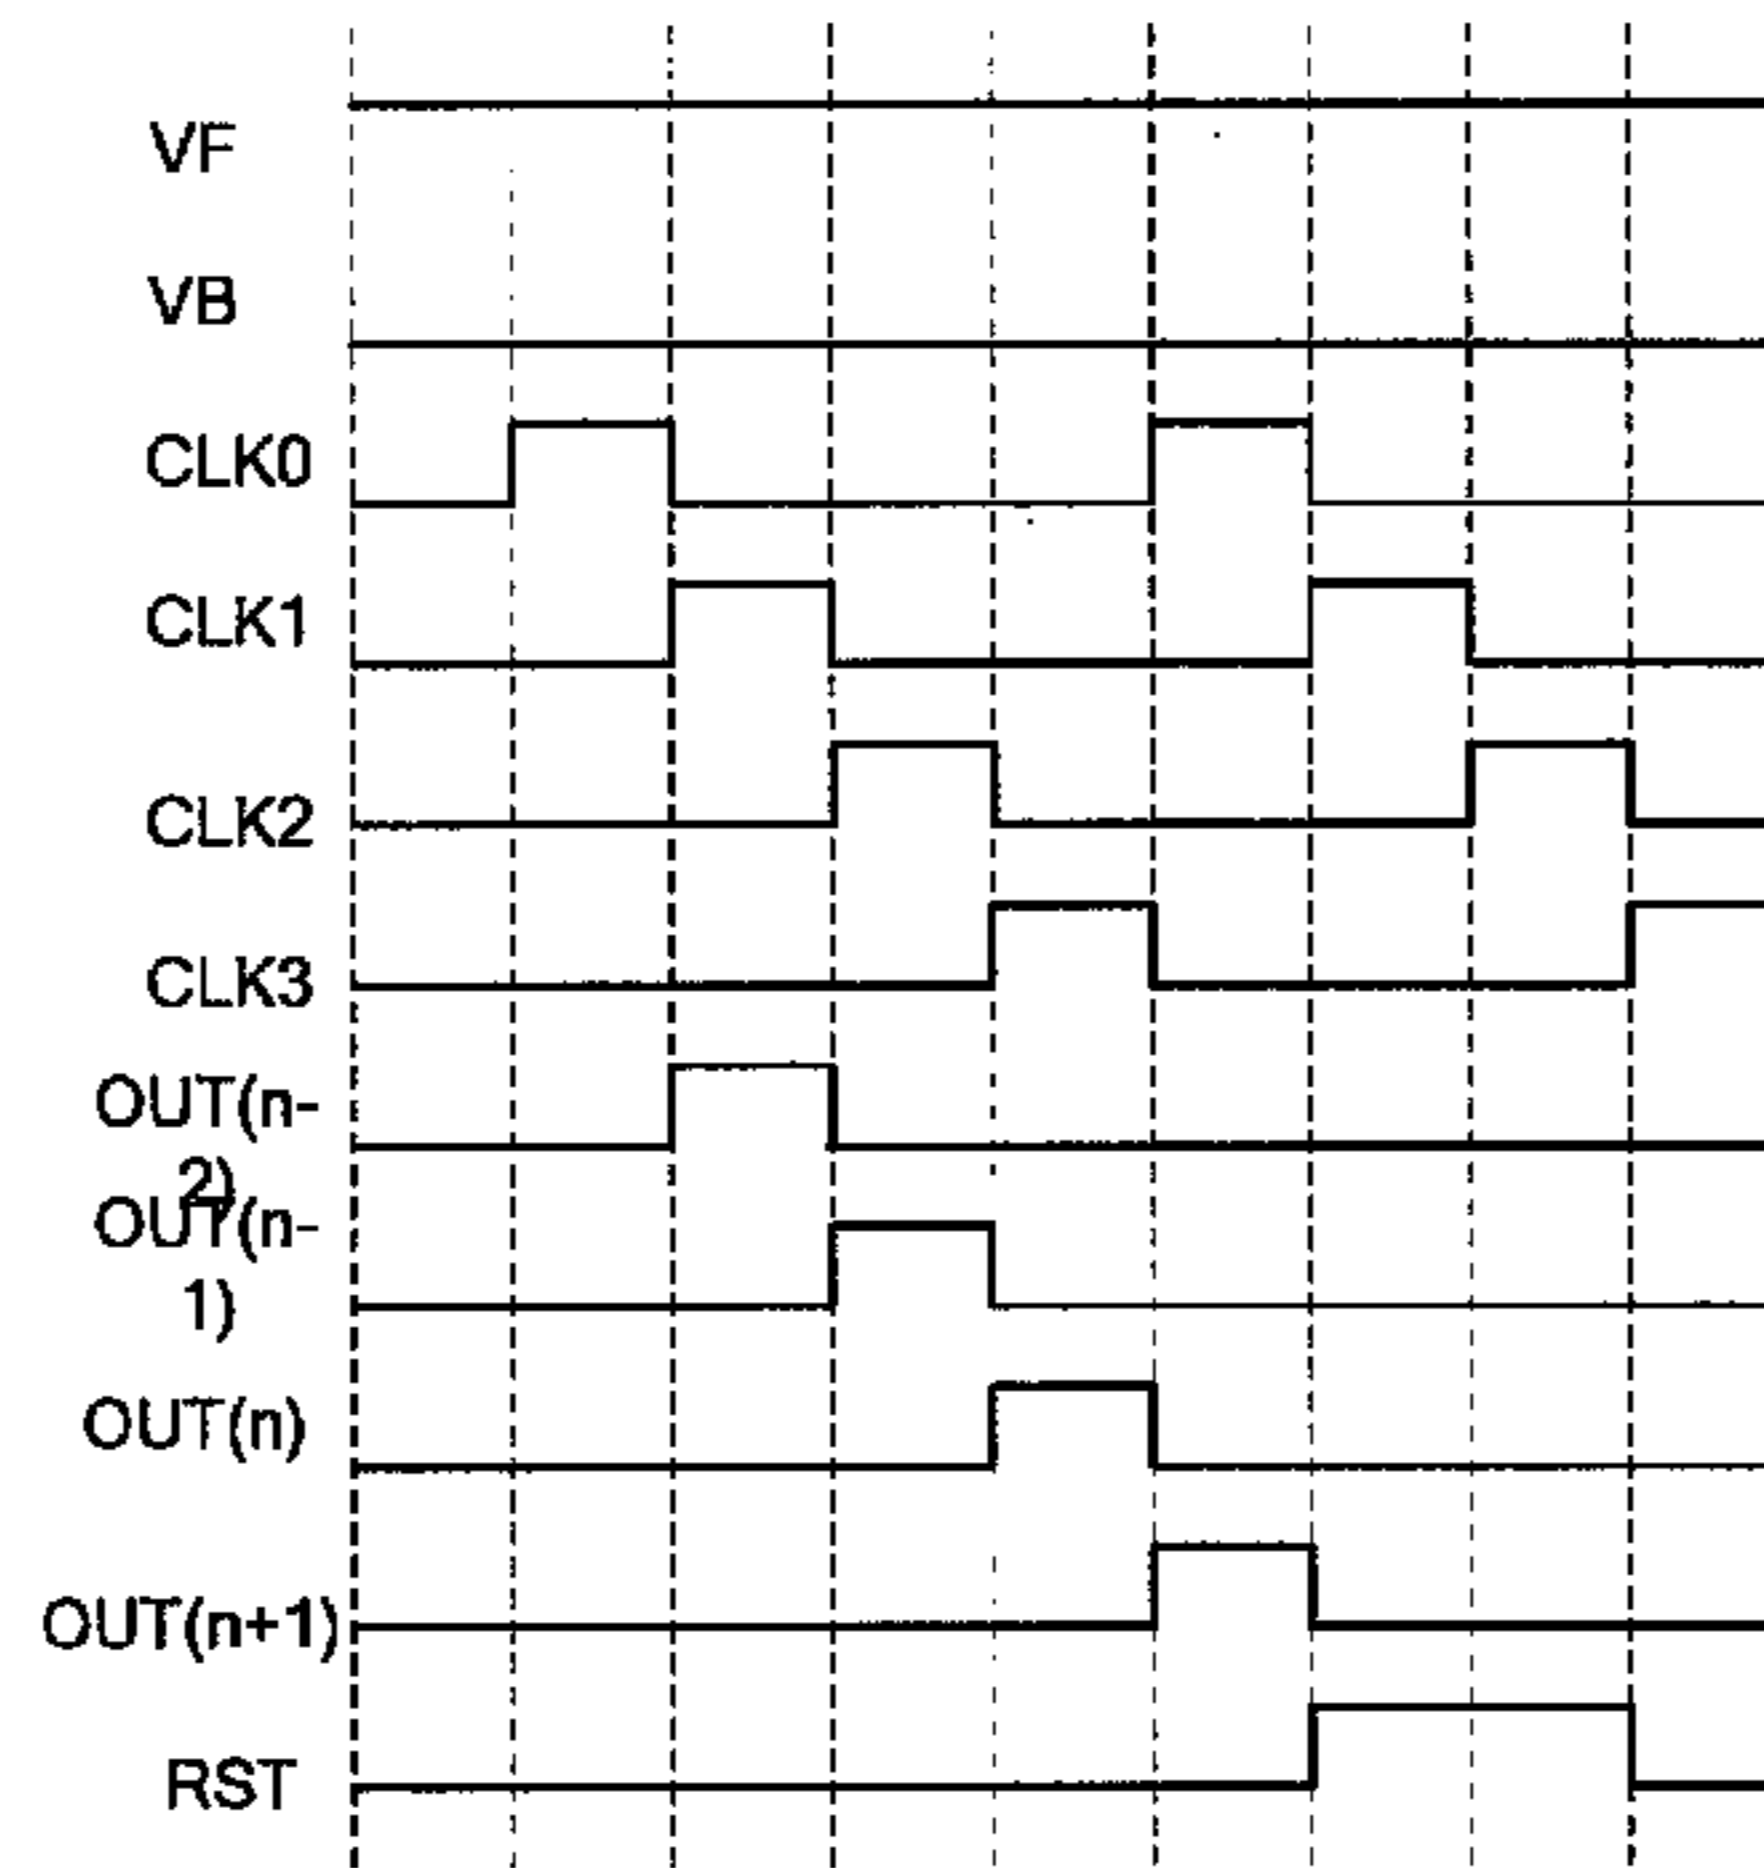 VF
VB
CLK0
CLK1
CLK2
CLK3
OUT(n-
2)
OUT(n-
1)
OUT(n)
OUT(n+1)
RST